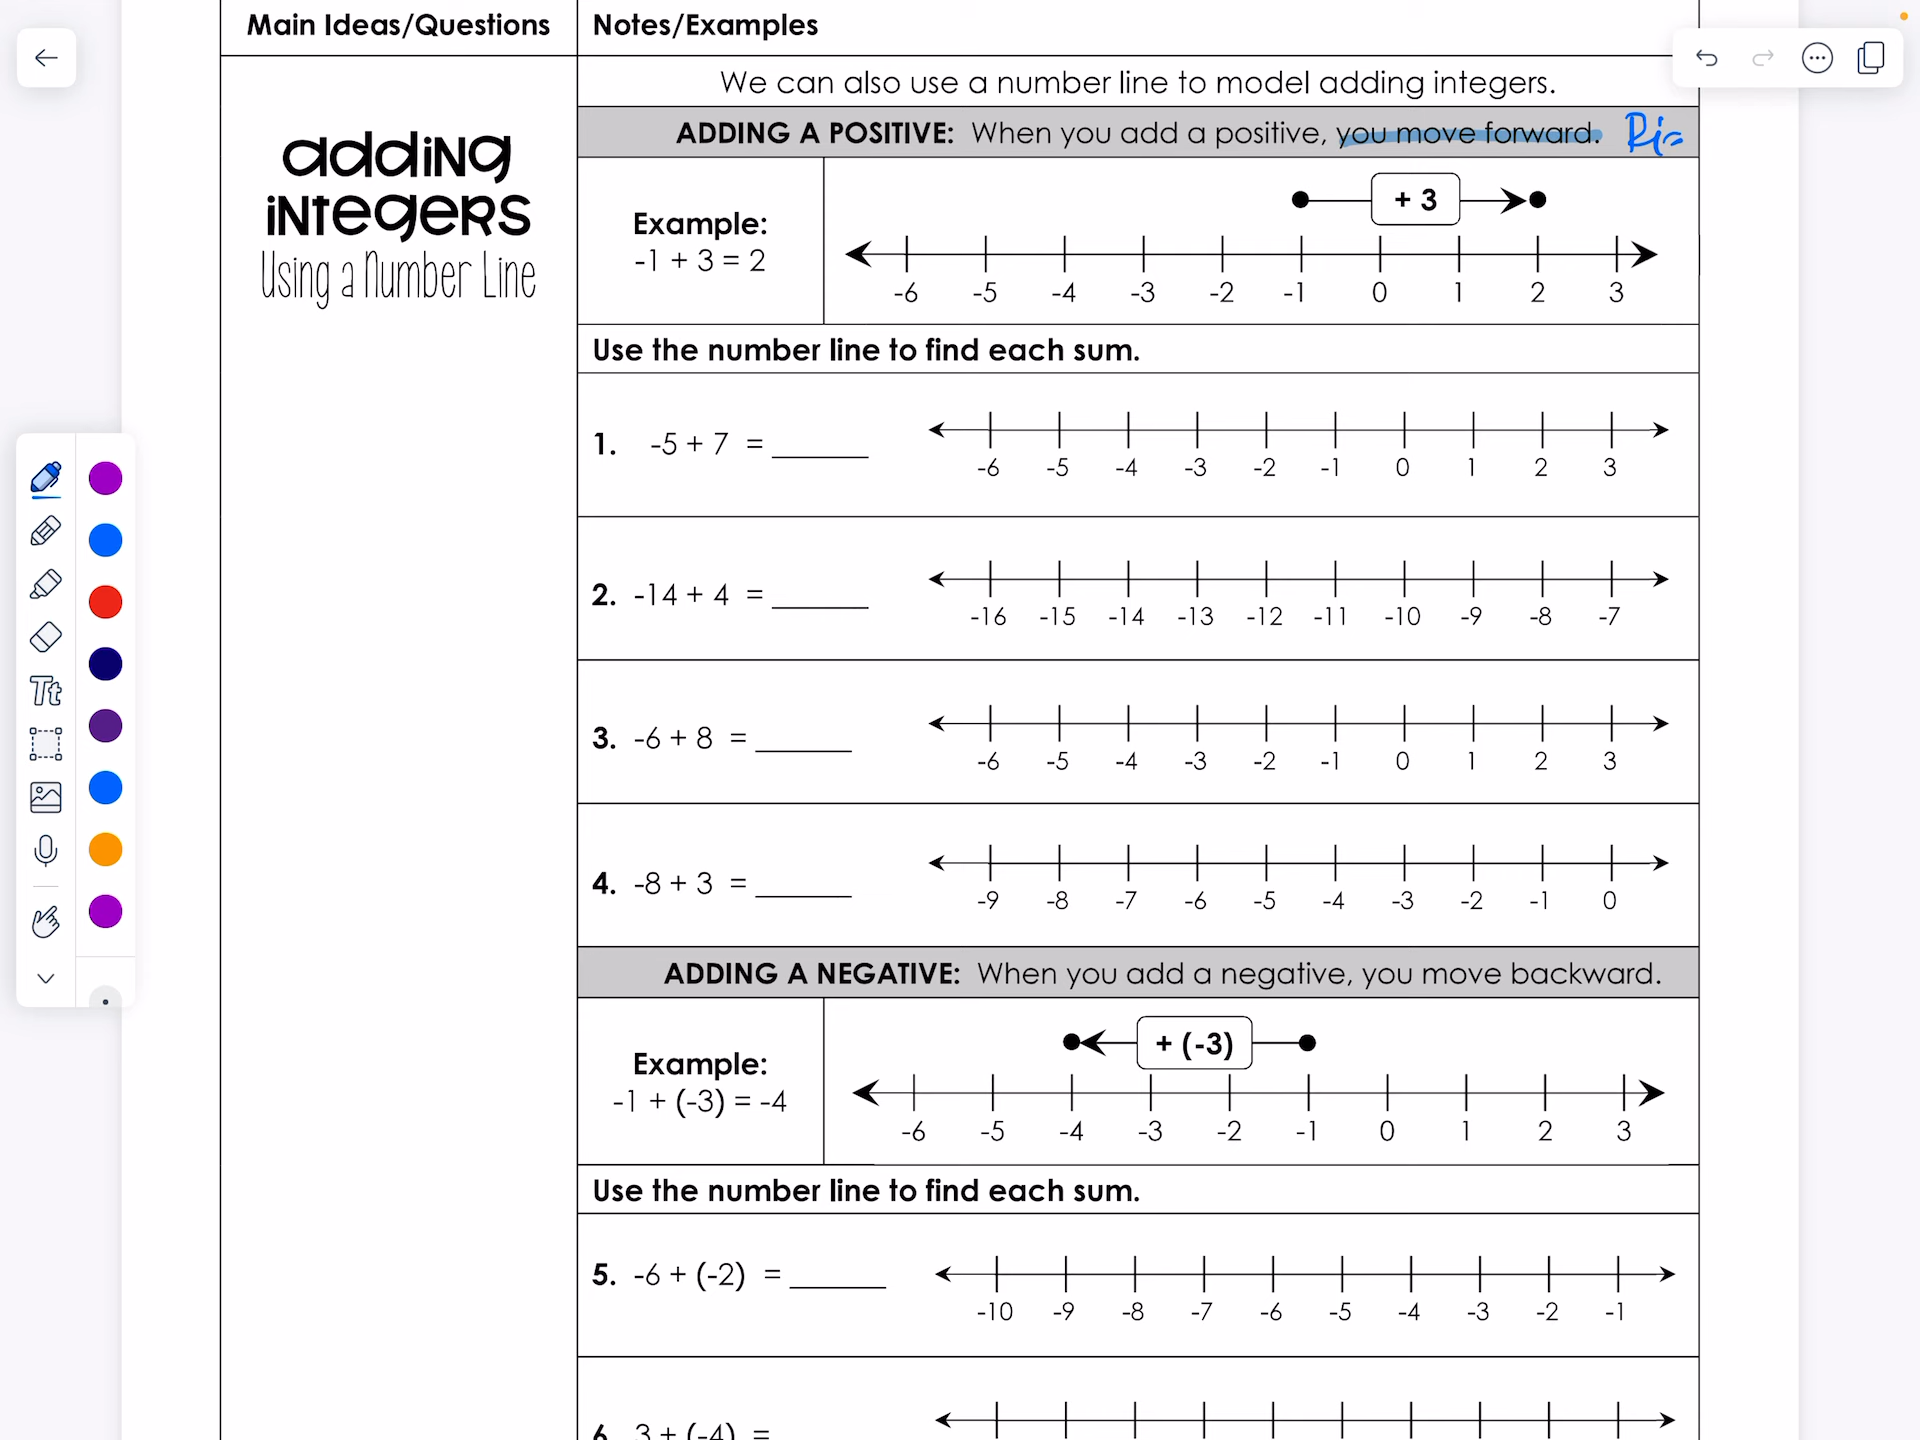 Main Ideas/Questions
Notes/Examples
We can also use a number line to model adding integers.
adding
integers
Using a Number Line
ADDING A POSITIVE: When you add a positive, you move forward.
Example:
-1 + 3 = 2
+ 3
-6 -5 -4 -3 -2 -1 0 1 2 3
Use the number line to find each sum.
1. -5 + 7 = ______
-6 -5 -4 -3 -2 -1 0 1 2 3
2. -14 + 4 = ______
-16 -15 -14 -13 -12 -11 -10 -9 -8 -7
3. -6 + 8 = ______
-6 -5 -4 -3 -2 -1 0 1 2 3
4. -8 + 3 = ______
-9 -8 -7 -6 -5 -4 -3 -2 -1 0
ADDING A NEGATIVE: When you add a negative, you move backward.
Example:
-1 + (-3) = -4
+ (-3)
-6 -5 -4 -3 -2 -1 0 1 2 3
Use the number line to find each sum.
5. -6 + (-2) = ______
-10 -9 -8 -7 -6 -5 -4 -3 -2 -1
6. 3 + (-4) =
Tt